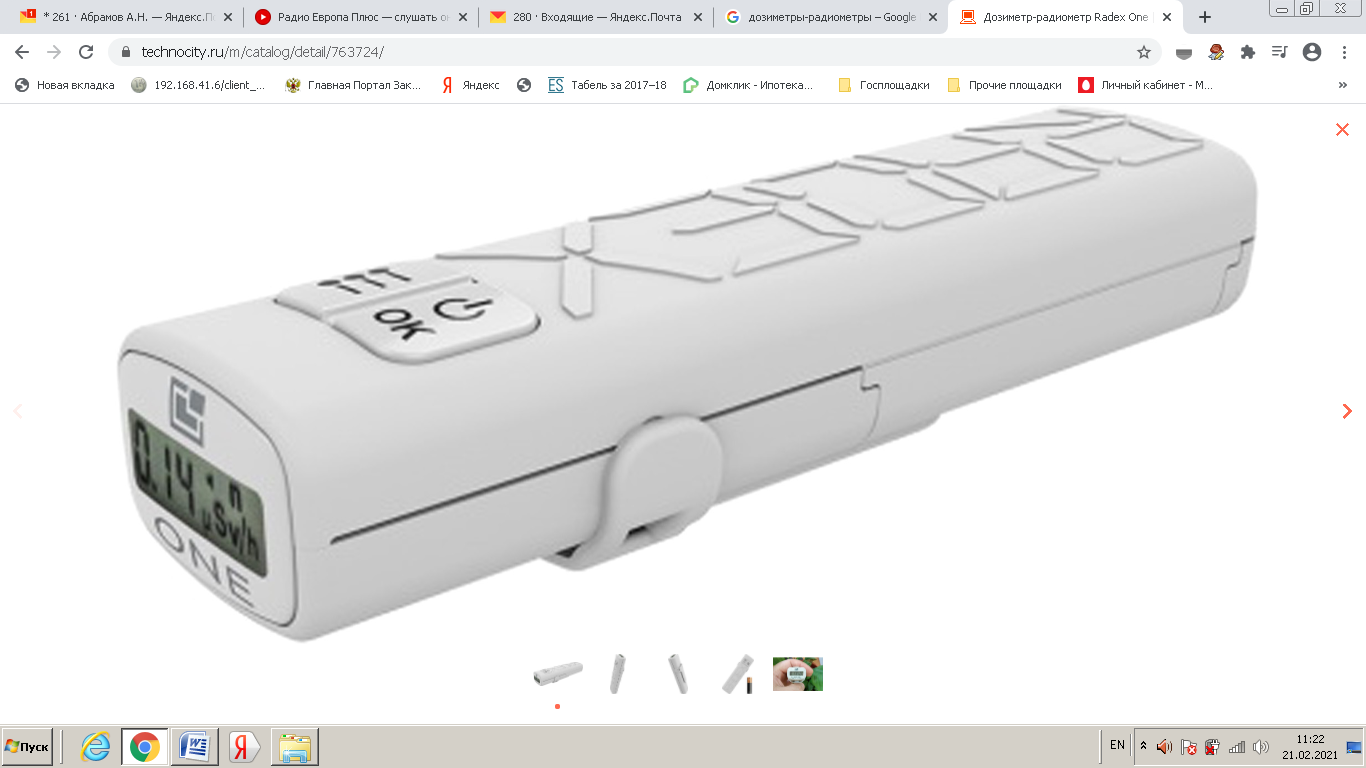 * 261 · Абрамов А.Н. — Яндекс.П
Радио Европа Плюс — слушать о
280 · Входящие — Яндекс.Почта
дозиметры-радиометры – Google
Дозиметр-радиометр Radex One
technocity.ru/m/catalog/detail/763724/
Новая вкладка
192.168.41.6/client_...
Главная Портал Зак...
Яндекс
Табель за 2017–18
Домклик - Ипотека...
Госплощадки
Прочие площадки
Личный кабинет - М...
RADEX
OK
0.14 n
µSv/h
ONE
Пуск
EN
11:22
21.02.2021